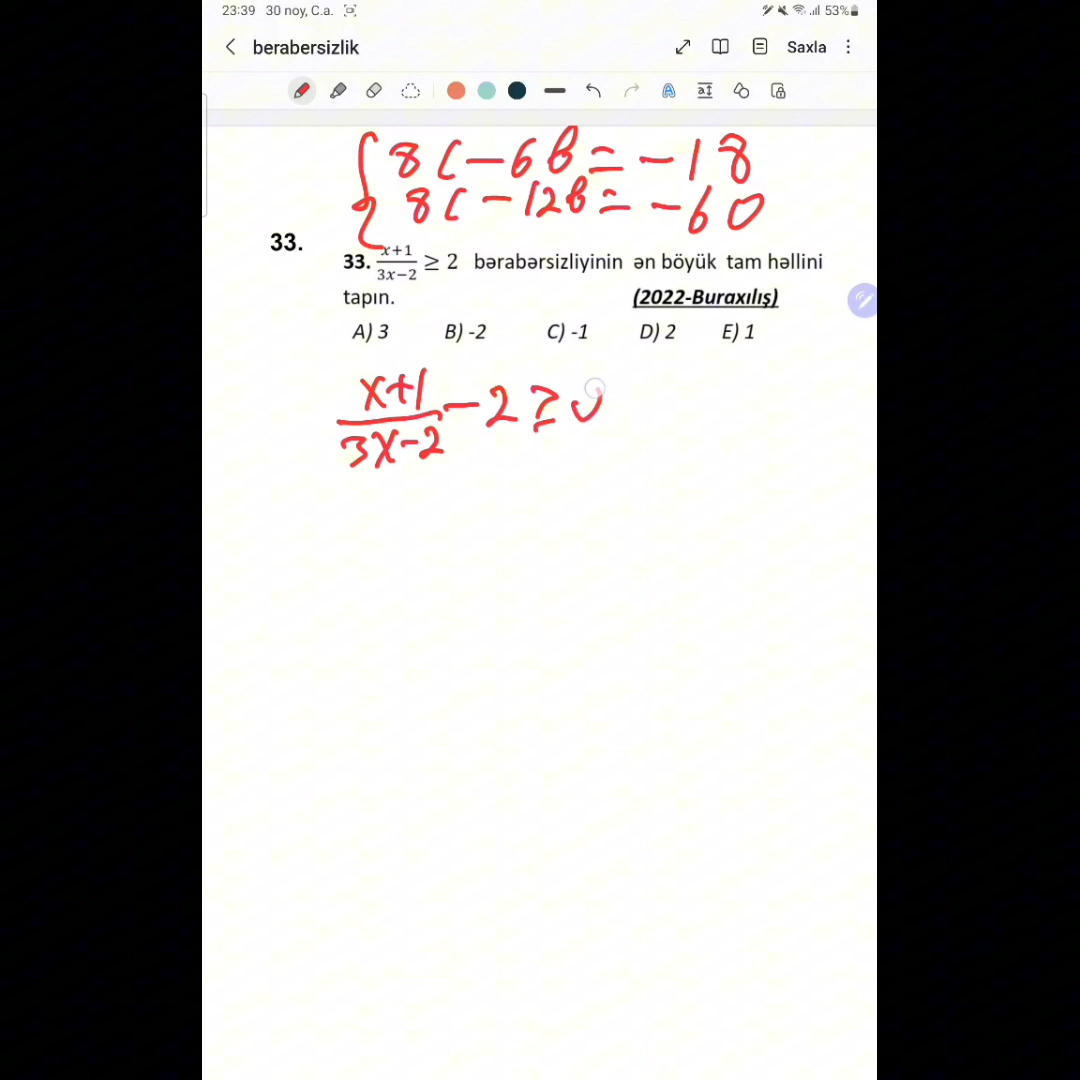 23:39 30 noy, C.a. 53%
berabersizlik Saxla
{ 8c-6b=-18
8c-12b=-60
33.
33. x+1/3x−2 ≥ 2 bərabərsizliyinin ən böyük tam həllini
tapın. (2022-Buraxılış)
A) 3 B) -2 C) -1 D) 2 E) 1
x+1/3x-2 -2≥0